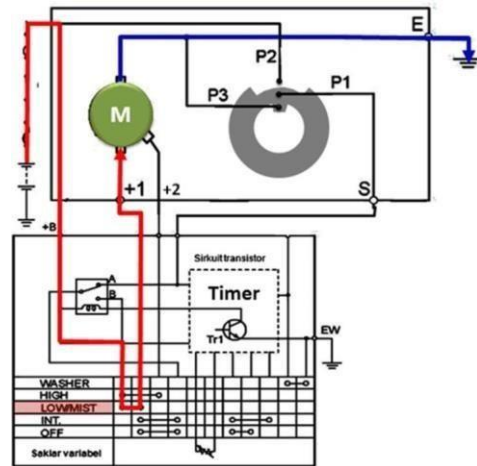 E
P2
P1
P3
M
+1
+2
S
+B
Sirkuit transistor
A
B
Timer
Tr1
EW
WASHER
HIGH
LOW/MIST
INT.
OFF
Saklar variabel